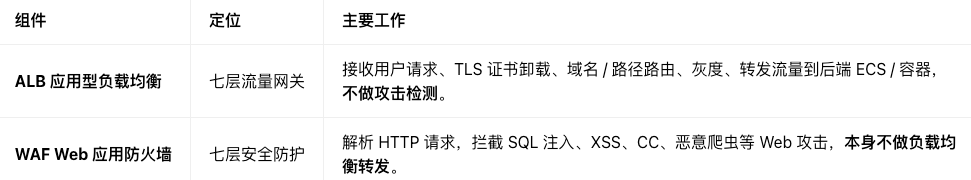 组件 定位 主要工作
ALB 应用型负载均衡 七层流量网关 接收用户请求、TLS 证书卸载、域名 / 路径路由、灰度、转发流量到后端 ECS / 容器，
不做攻击检测。
WAF Web 应用防火墙 七层安全防护 解析 HTTP 请求，拦截 SQL 注入、XSS、CC、恶意爬虫等 Web 攻击，本身不做负载均
衡转发。